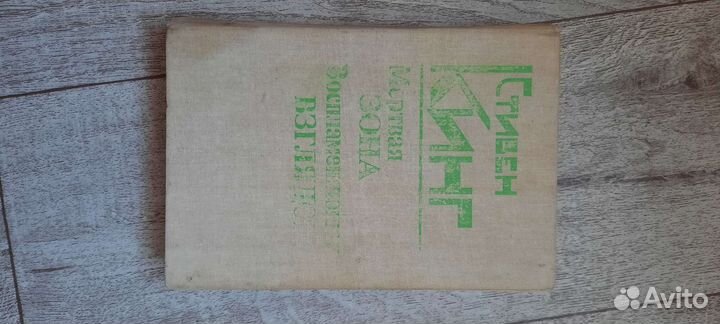 СТИВЕН
КИНГ
Мертвая
ЗОНА
Воспламеняющая
ВЗГЛЯДОМ
Avito